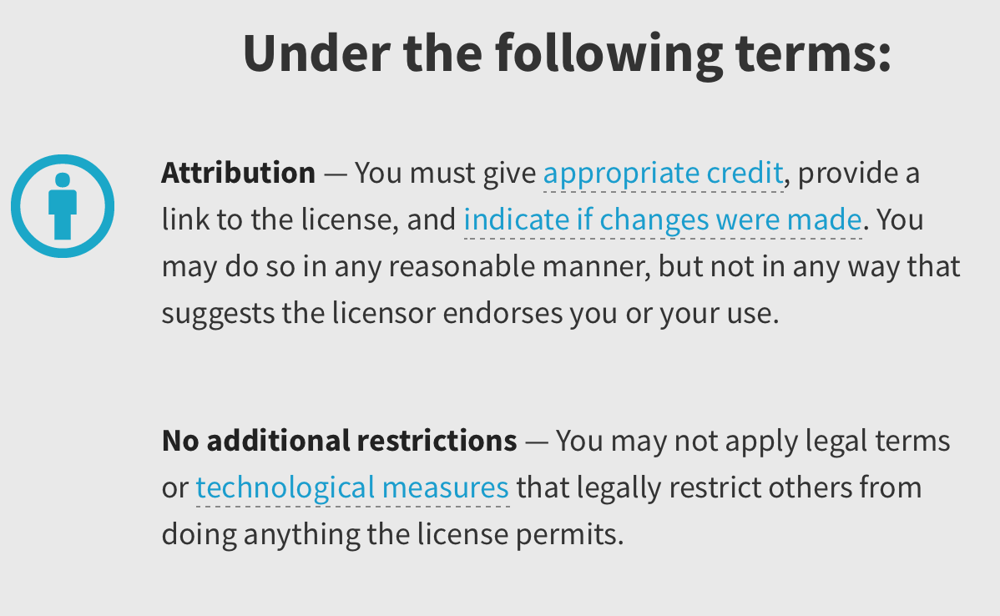 Under the following terms:
Attribution — You must give appropriate credit, provide a
link to the license, and indicate if changes were made. You
may do so in any reasonable manner, but not in any way that
suggests the licensor endorses you or your use.
No additional restrictions — You may not apply legal terms
or technological measures that legally restrict others from
doing anything the license permits.